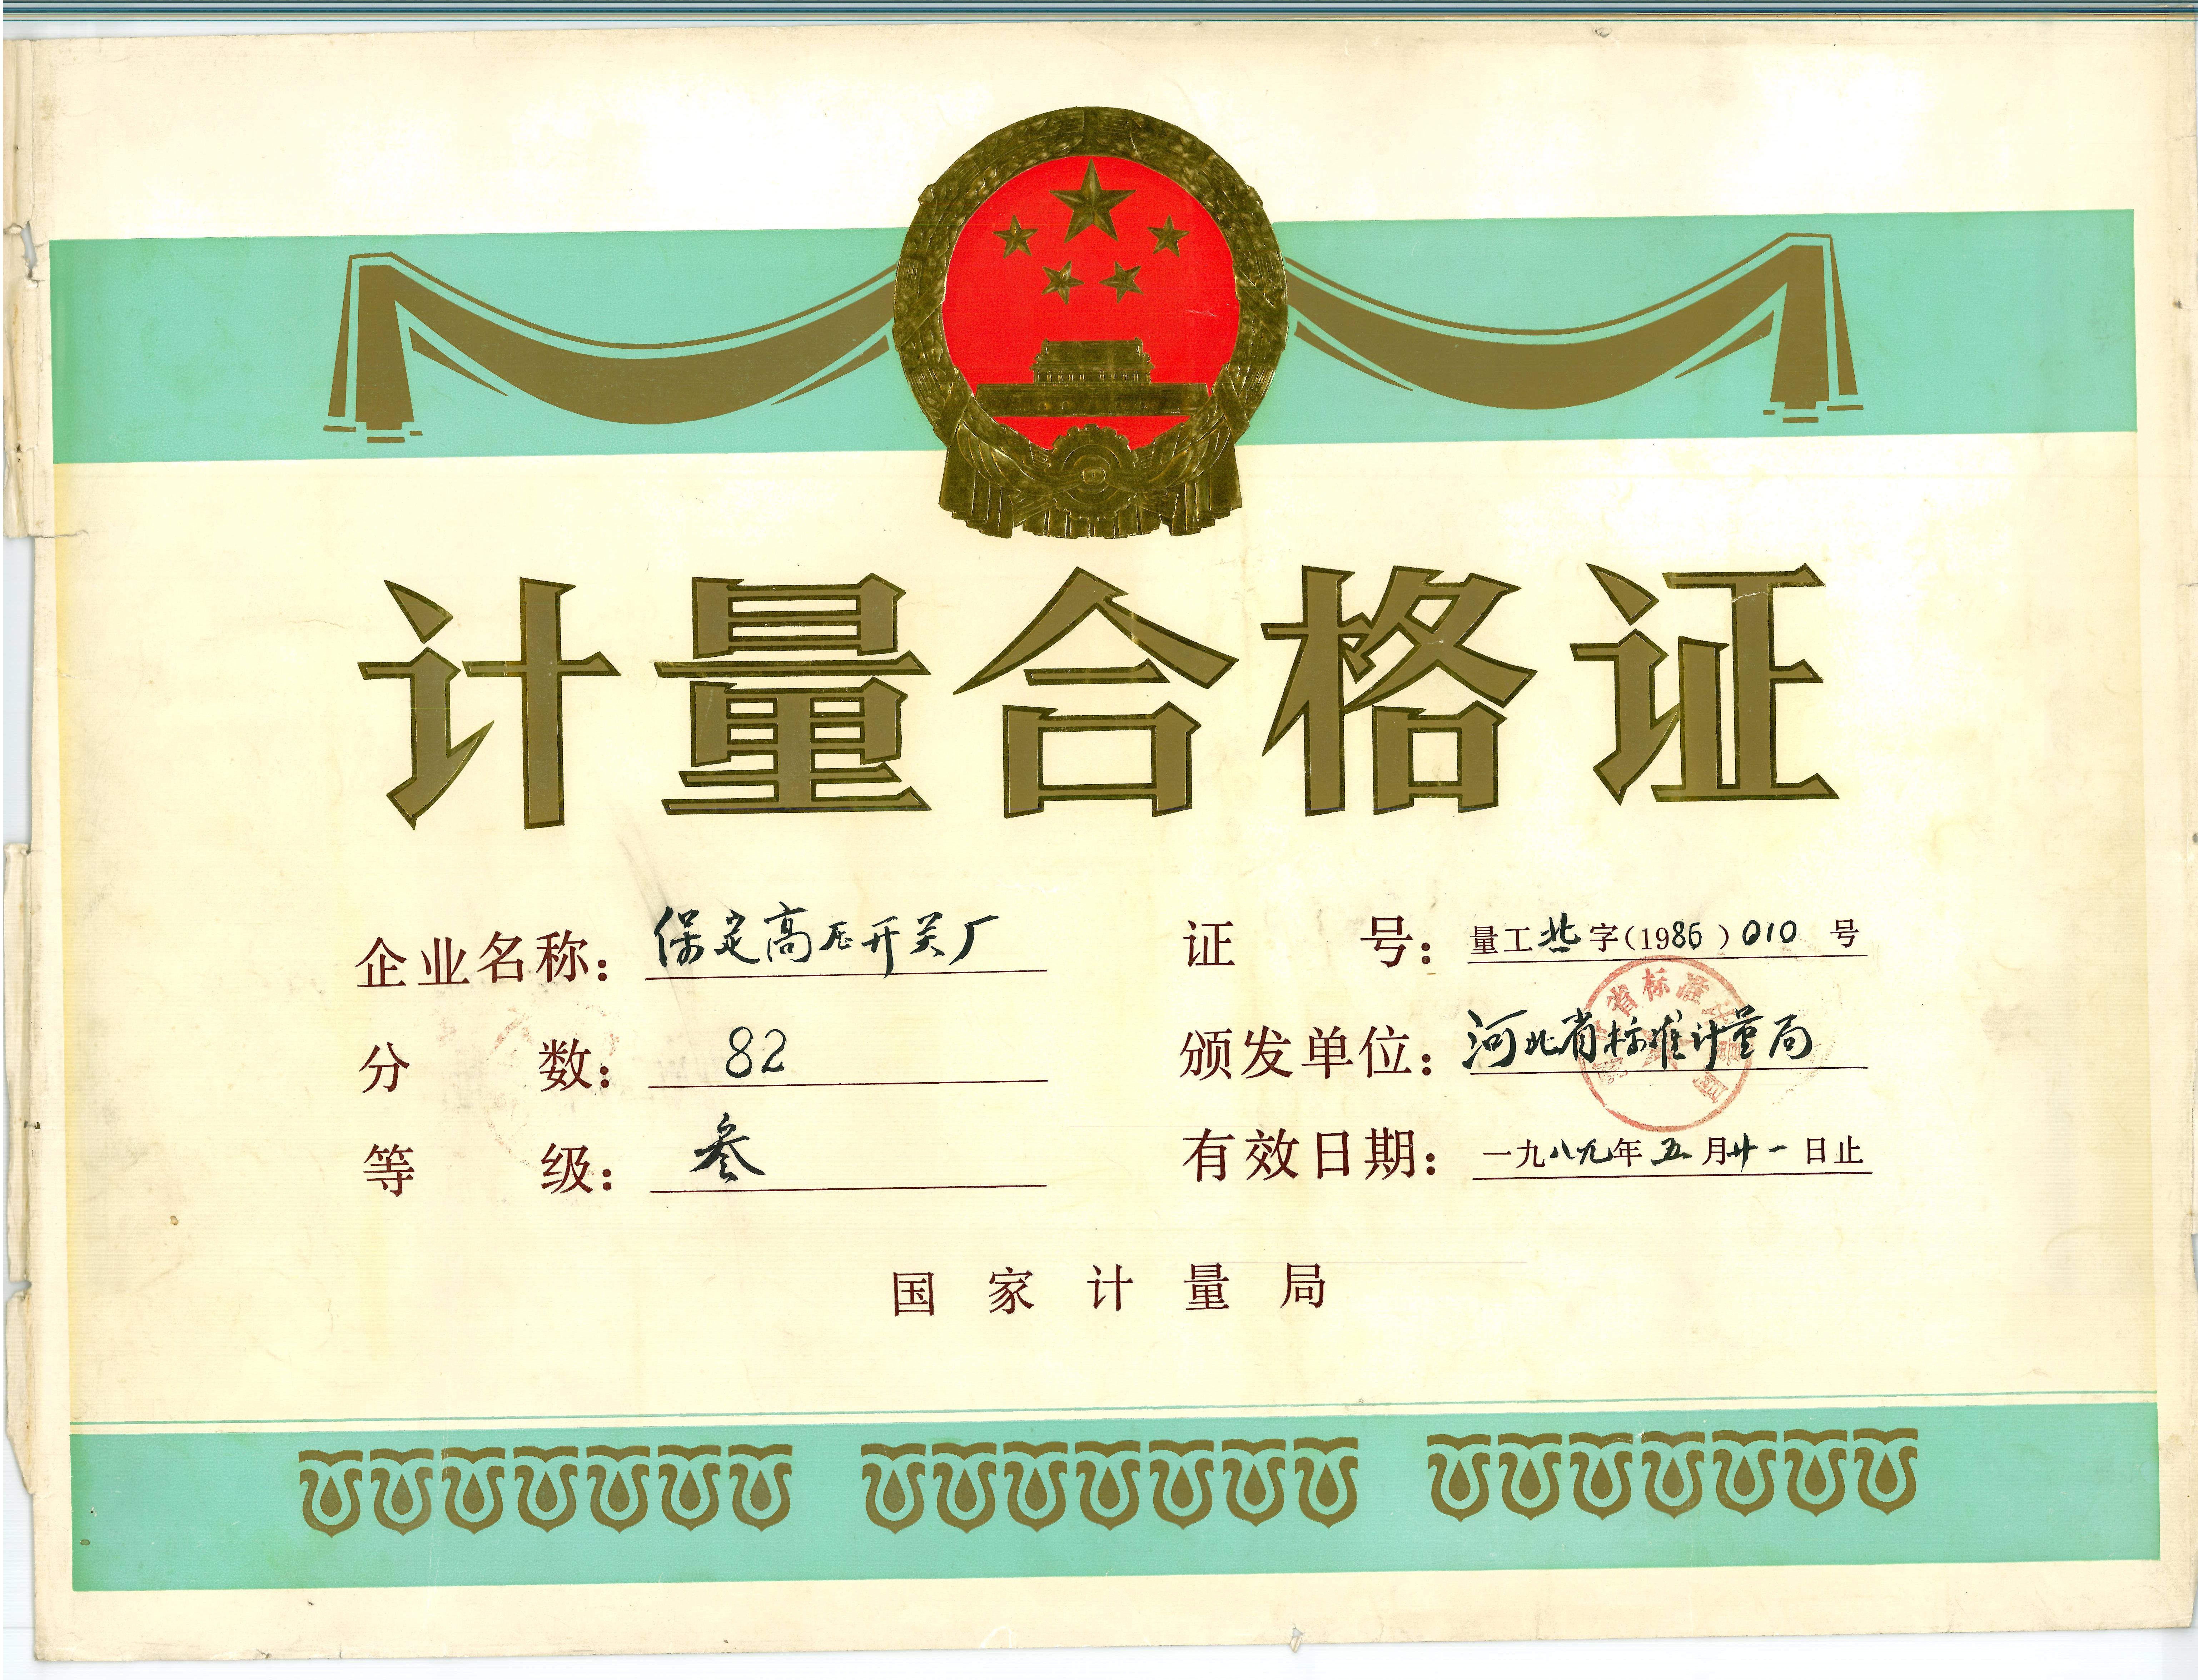 计量合格证
企业名称：保定高压开关厂
证号：量工北字(1986)010号
分数：82
颁发单位：河北省标准计量局
等级：叁
有效日期：一九八九年五月廿一日止
国家计量局